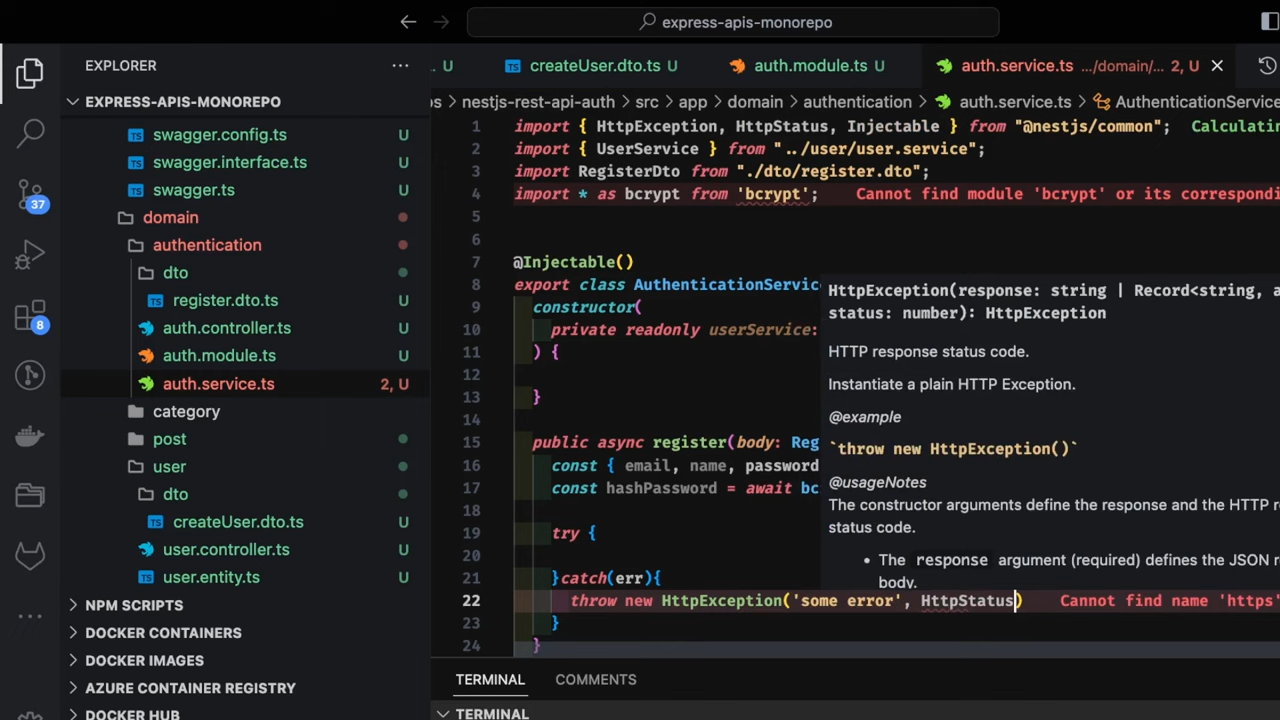 express-apis-monorepo
EXPLORER
EXPRESS-APIS-MONOREPO
swagger.config.ts U
swagger.interface.ts U
swagger.ts U
domain
authentication
dto
register.dto.ts U
auth.controller.ts U
auth.module.ts U
auth.service.ts 2, U
category
post
user
dto
createUser.dto.ts U
user.controller.ts U
user.entity.ts U
NPM SCRIPTS
DOCKER CONTAINERS
DOCKER IMAGES
AZURE CONTAINER REGISTRY
DOCKER HUB
37
8
U createUser.dto.ts U auth.module.ts U auth.service.ts .../domain/... 2, U
nestjs-rest-api-auth > src > app > domain > authentication > auth.service.ts > AuthenticationService
1 import { HttpException, HttpStatus, Injectable } from "@nestjs/common"; Calculatin
2 import { UserService } from "../user/user.service";
3 import RegisterDto from "./dto/register.dto";
4 import * as bcrypt from 'bcrypt'; Cannot find module 'bcrypt' or its correspondi
5
6
7 @Injectable()
8 export class AuthenticationService
9 constructor(
10 private readonly userService:
11 ) {
12
13 }
14
15 public async register(body: Reg
16 const { email, name, password
17 const hashPassword = await bc
18
19 try {
20
21 }catch(err){
22 throw new HttpException('some error', HttpStatus) Cannot find name 'https'
23 }
24 }
HttpException(response: string | Record<string, a
status: number): HttpException
HTTP response status code.
Instantiate a plain HTTP Exception.
@example
`throw new HttpException()`
@usageNotes
The constructor arguments define the response and the HTTP re
status code.
• The response argument (required) defines the JSON r
body.
TERMINAL COMMENTS
TERMINAL